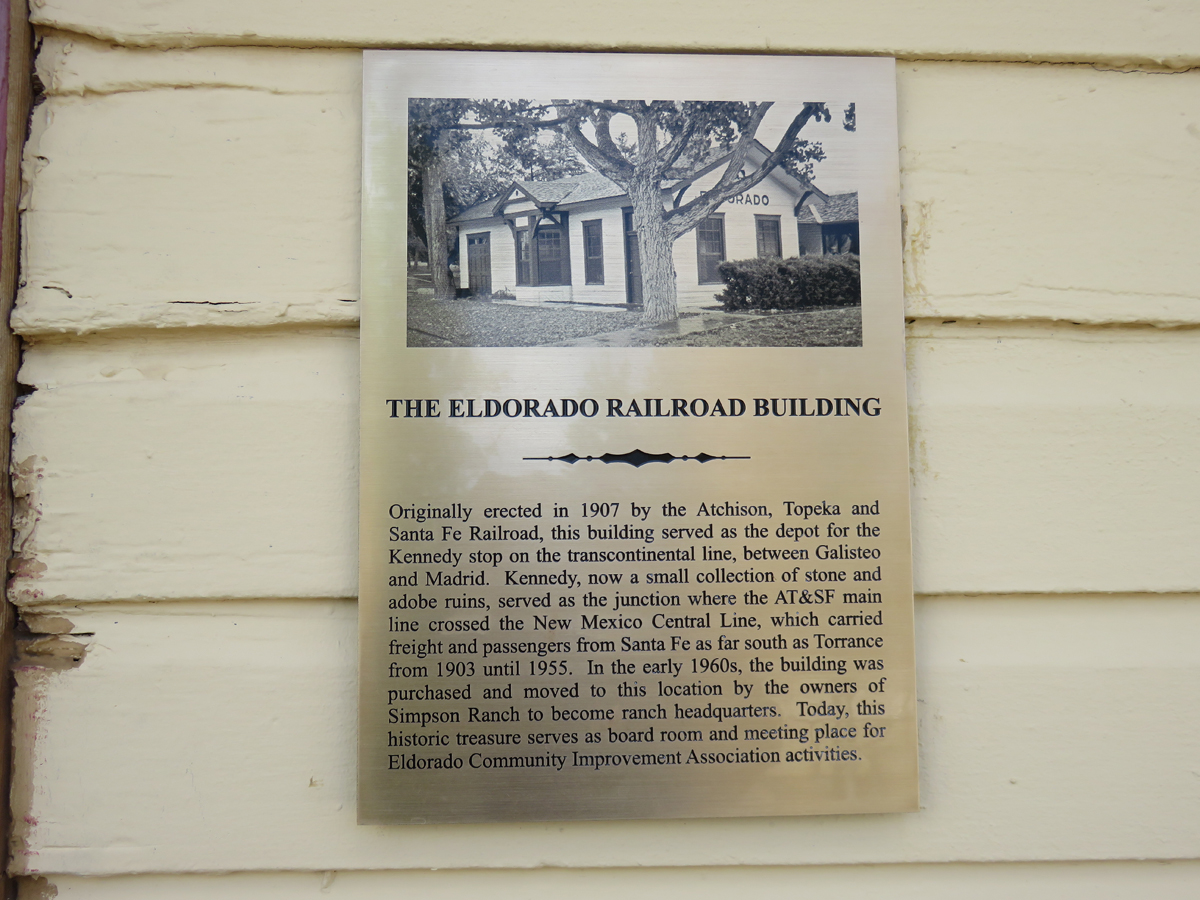 THE ELDORADO RAILROAD BUILDING
Originally erected in 1907 by the Atchison, Topeka and
Santa Fe Railroad, this building served as the depot for the
Kennedy stop on the transcontinental line, between Galisteo
and Madrid. Kennedy, now a small collection of stone and
adobe ruins, served as the junction where the AT&SF main
line crossed the New Mexico Central Line, which carried
freight and passengers from Santa Fe as far south as Torrance
from 1903 until 1955. In the early 1960s, the building was
purchased and moved to this location by the owners of
Simpson Ranch to become ranch headquarters. Today, this
historic treasure serves as board room and meeting place for
Eldorado Community Improvement Association activities.